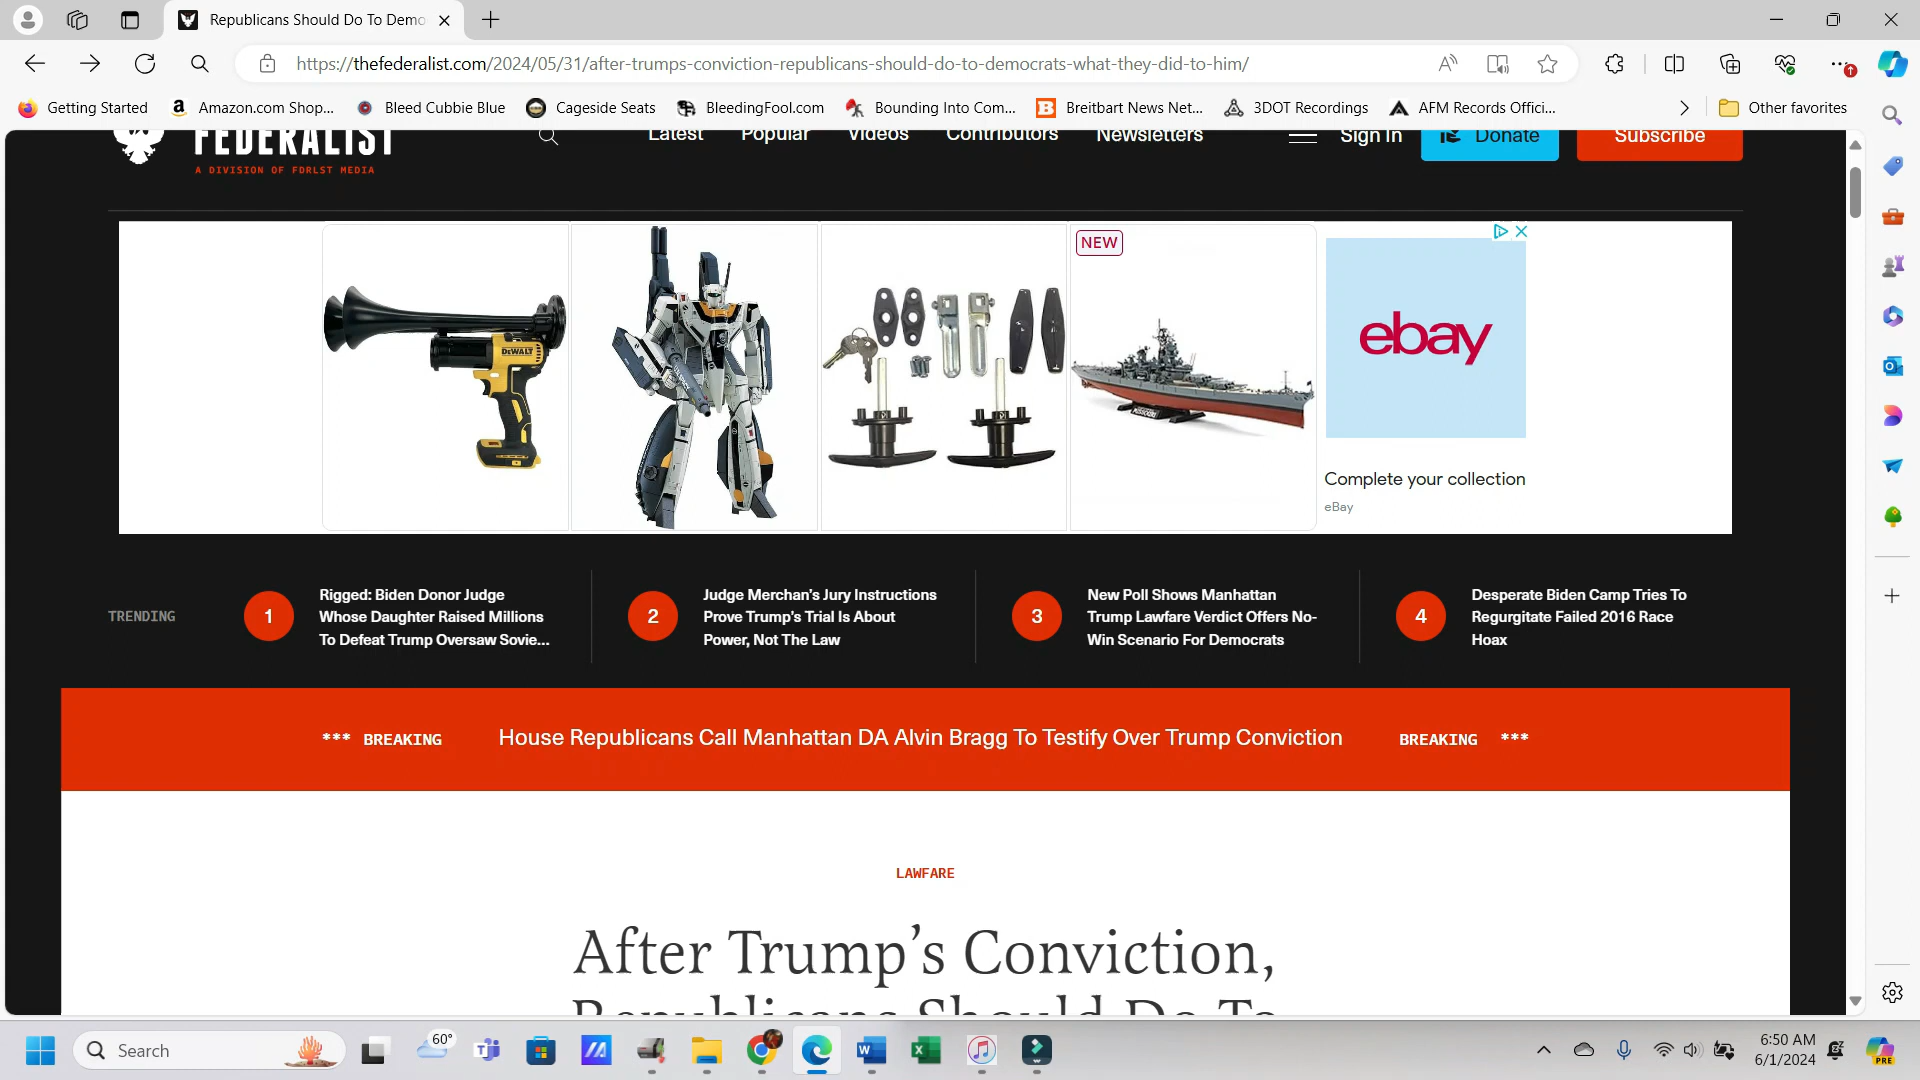 Republicans Should Do To Demo
https://thefederalist.com/2024/05/31/after-trumps-conviction-republicans-should-do-to-democrats-what-they-did-to-him/
Getting Started
Amazon.com Shop...
Bleed Cubbie Blue
Cageside Seats
BleedingFool.com
Bounding Into Com...
Breitbart News Net...
3DOT Recordings
AFM Records Offici...
Other favorites
FEDERALIST
A DIVISION OF FDRLST MEDIA
Latest
Popular
Videos
Contributors
Newsletters
Sign In
Donate
Subscribe
DEWALT
NEW
MISSOURI
ebay
Complete your collection
eBay
TRENDING
1
Rigged: Biden Donor Judge
Whose Daughter Raised Millions
To Defeat Trump Oversaw Sovie...
2
Judge Merchan's Jury Instructions
Prove Trump's Trial Is About
Power, Not The Law
3
New Poll Shows Manhattan
Trump Lawfare Verdict Offers No-
Win Scenario For Democrats
4
Desperate Biden Camp Tries To
Regurgitate Failed 2016 Race
Hoax
*** BREAKING
House Republicans Call Manhattan DA Alvin Bragg To Testify Over Trump Conviction
BREAKING ***
LAWFARE
After Trump's Conviction,
Republicans Should Do To
Search
60°
6:50 AM
6/1/2024
PRE